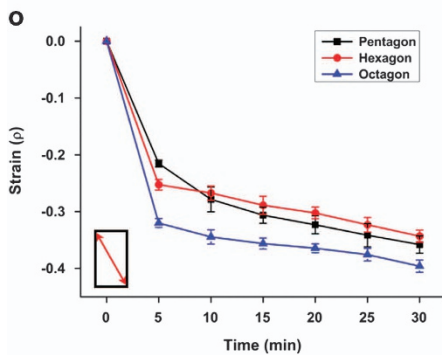 o
Pentagon
Hexagon
Octagon
0.0
-0.1
-0.2
-0.3
-0.4
Strain (ρ)
0 5 10 15 20 25 30
Time (min)